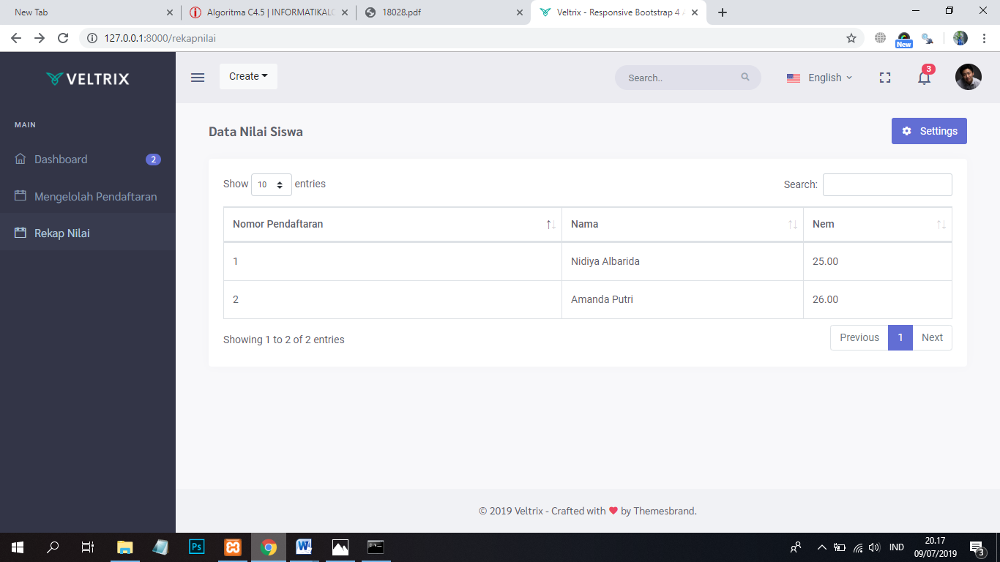 New Tab
Algoritma C4.5 | INFORMATIKALO
18028.pdf
Veltrix - Responsive Bootstrap 4 A
127.0.0.1:8000/rekapnilai
New
VELTRIX
Create
Search..
English
3
MAIN
Dashboard
2
Mengelolah Pendaftaran
Rekap Nilai
Data Nilai Siswa
Settings
Show 10 entries
Search:
Nomor Pendaftaran Nama Nem
1 Nidiya Albarida 25.00
2 Amanda Putri 26.00
Showing 1 to 2 of 2 entries
Previous 1 Next
© 2019 Veltrix - Crafted with ❤ by Themesbrand.
Ps
W
IND
20.17
09/07/2019
3